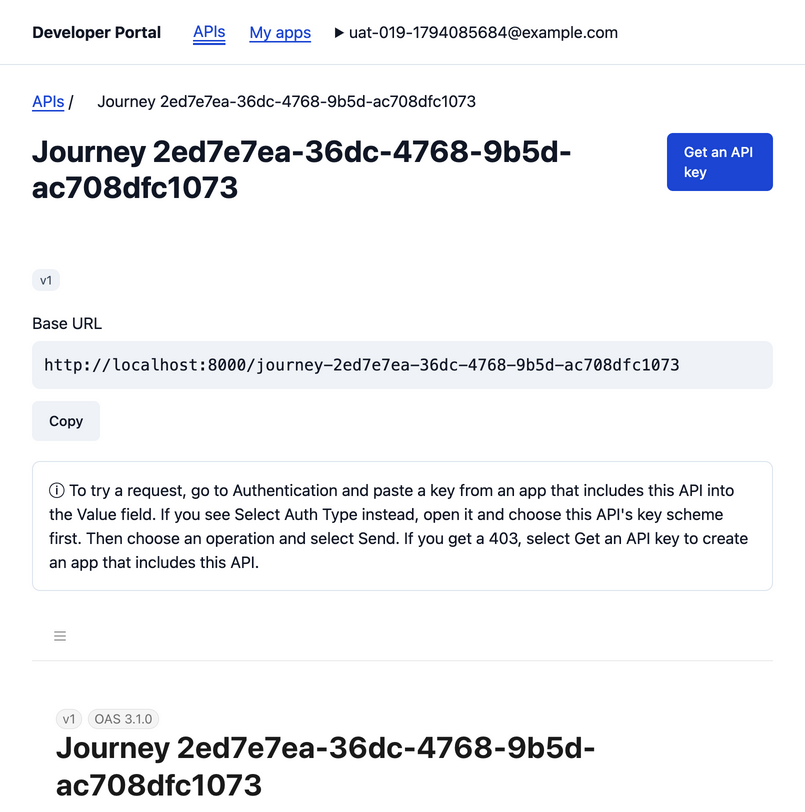 Developer Portal APIs My apps ▶ uat-019-1794085684@example.com
APIs / Journey 2ed7e7ea-36dc-4768-9b5d-ac708dfc1073
Journey 2ed7e7ea-36dc-4768-9b5d-
ac708dfc1073
Get an API
key
v1
Base URL
http://localhost:8000/journey-2ed7e7ea-36dc-4768-9b5d-ac708dfc1073
Copy
ⓘ To try a request, go to Authentication and paste a key from an app that includes this API into
the Value field. If you see Select Auth Type instead, open it and choose this API's key scheme
first. Then choose an operation and select Send. If you get a 403, select Get an API key to create
an app that includes this API.
v1 OAS 3.1.0
Journey 2ed7e7ea-36dc-4768-9b5d-
ac708dfc1073